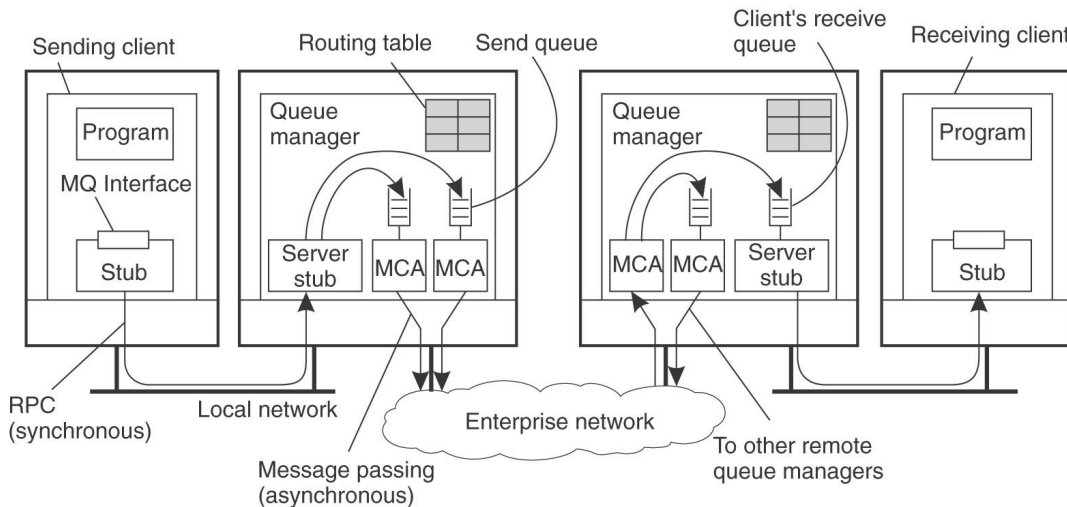 Sending client
Routing table
Send queue
Client's receive
queue
Receiving client
Program
MQ Interface
Stub
Queue
manager
Server
stub
MCA
MCA
Queue
manager
MCA
MCA
Server
stub
Program
Stub
RPC
(synchronous)
Local network
Message passing
(asynchronous)
Enterprise network
To other remote
queue managers